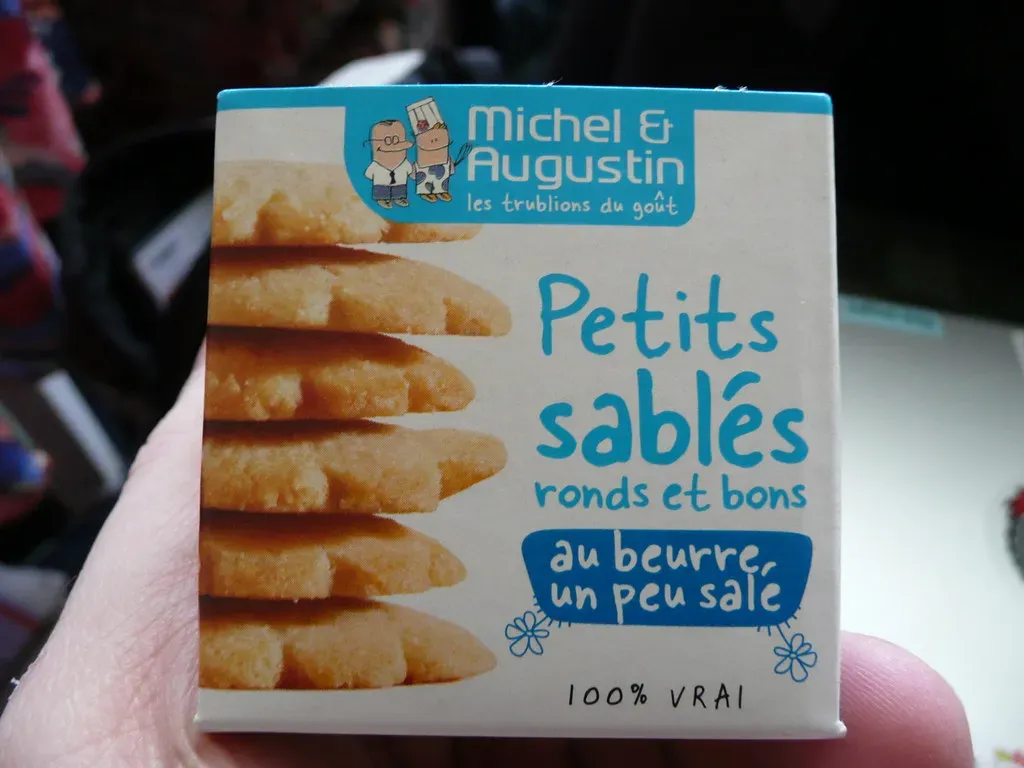 Michel &
Augustin
les trublions du goût
Petits
sablés
ronds et bons
au beurre,
un peu salé
100% VRAI